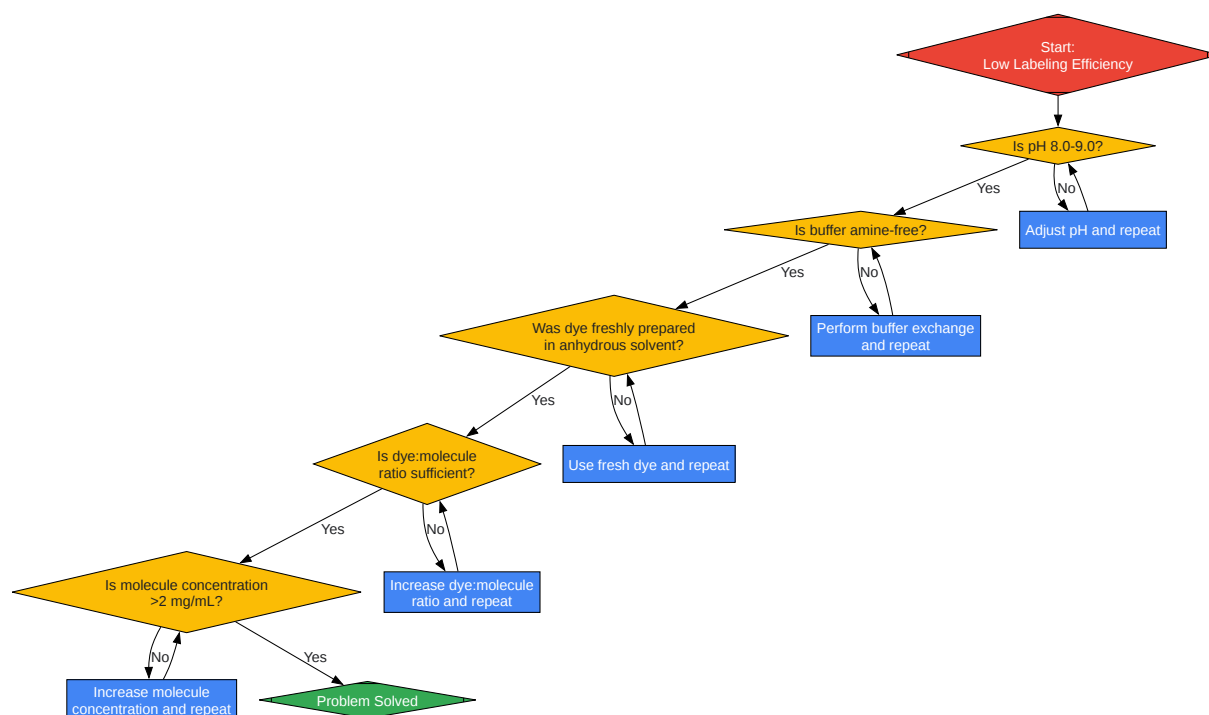 Start:
Low Labeling Efficiency
Is pH 8.0-9.0?
Yes
No
Adjust pH and repeat
Is buffer amine-free?
Yes
No
Perform buffer exchange
and repeat
Was dye freshly prepared
in anhydrous solvent?
Yes
No
Use fresh dye and repeat
Is dye:molecule
ratio sufficient?
Yes
No
Increase dye:molecule
ratio and repeat
Is molecule concentration
>2 mg/mL?
No
Yes
Increase molecule
concentration and repeat
Problem Solved